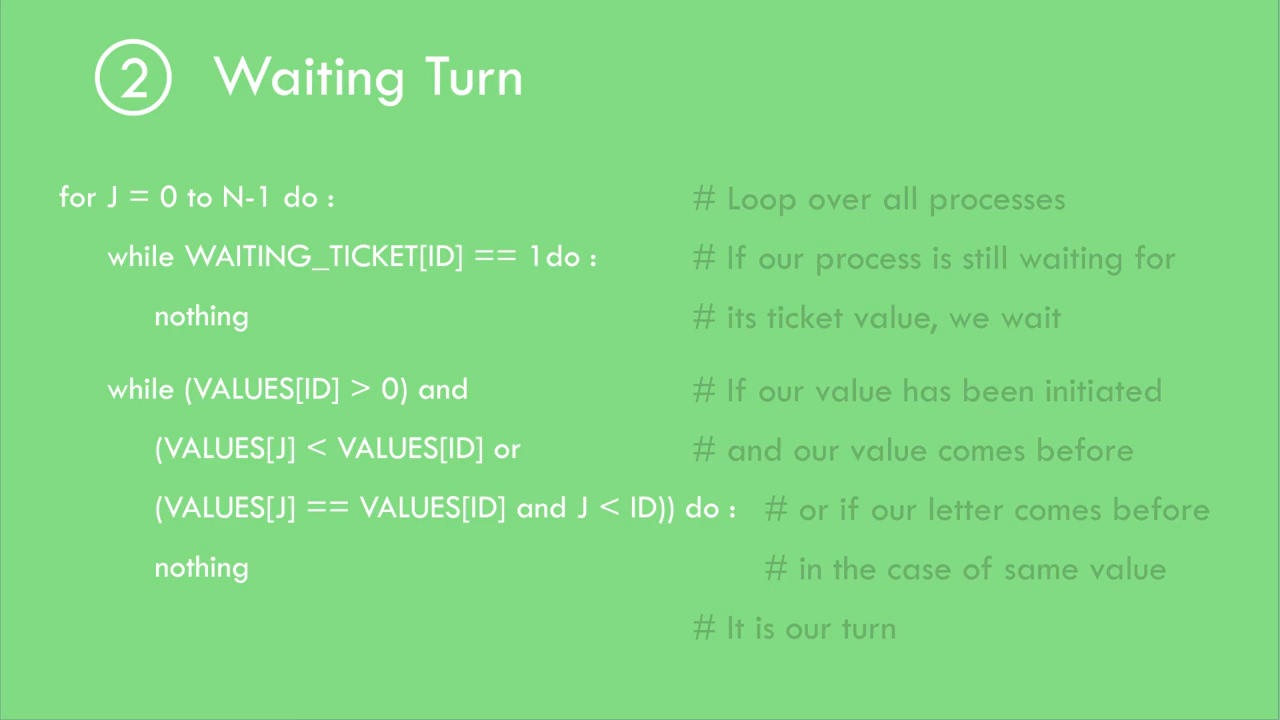 2 Waiting Turn
for J = 0 to N-1 do : # Loop over all processes
while WAITING_TICKET[ID] == 1do : # If our process is still waiting for
nothing # its ticket value, we wait
while (VALUES[ID] > 0) and # If our value has been initiated
(VALUES[J] < VALUES[ID] or # and our value comes before
(VALUES[J] == VALUES[ID] and J < ID)) do : # or if our letter comes before
nothing # in the case of same value
# It is our turn